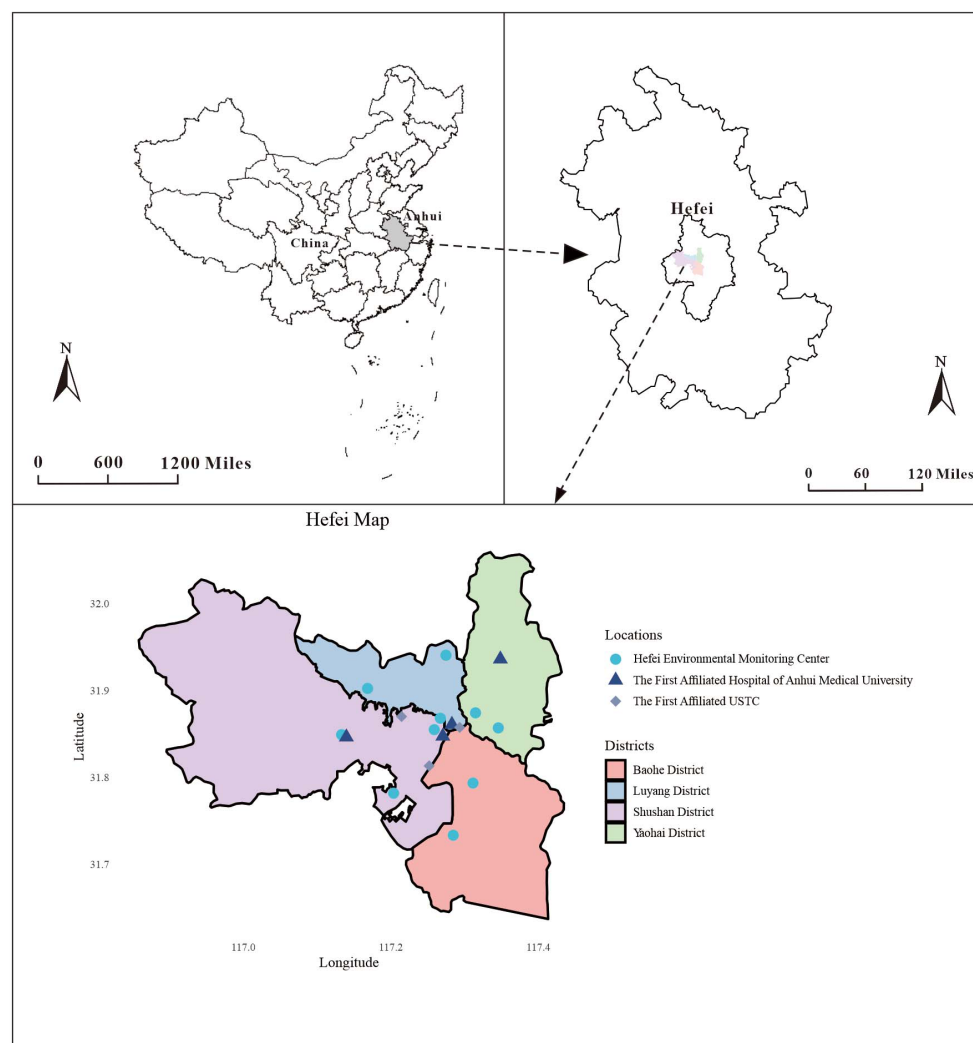 Anhui
China
N
0 600 1200 Miles
Hefei
N
0 60 120 Miles
Hefei Map
32.0
31.9
31.8
31.7
Latitude
117.0 117.2 117.4
Longitude
Locations
Hefei Environmental Monitoring Center
The First Affiliated Hospital of Anhui Medical University
The First Affiliated USTC
Districts
Baohe District
Luyang District
Shushan District
Yaohai District